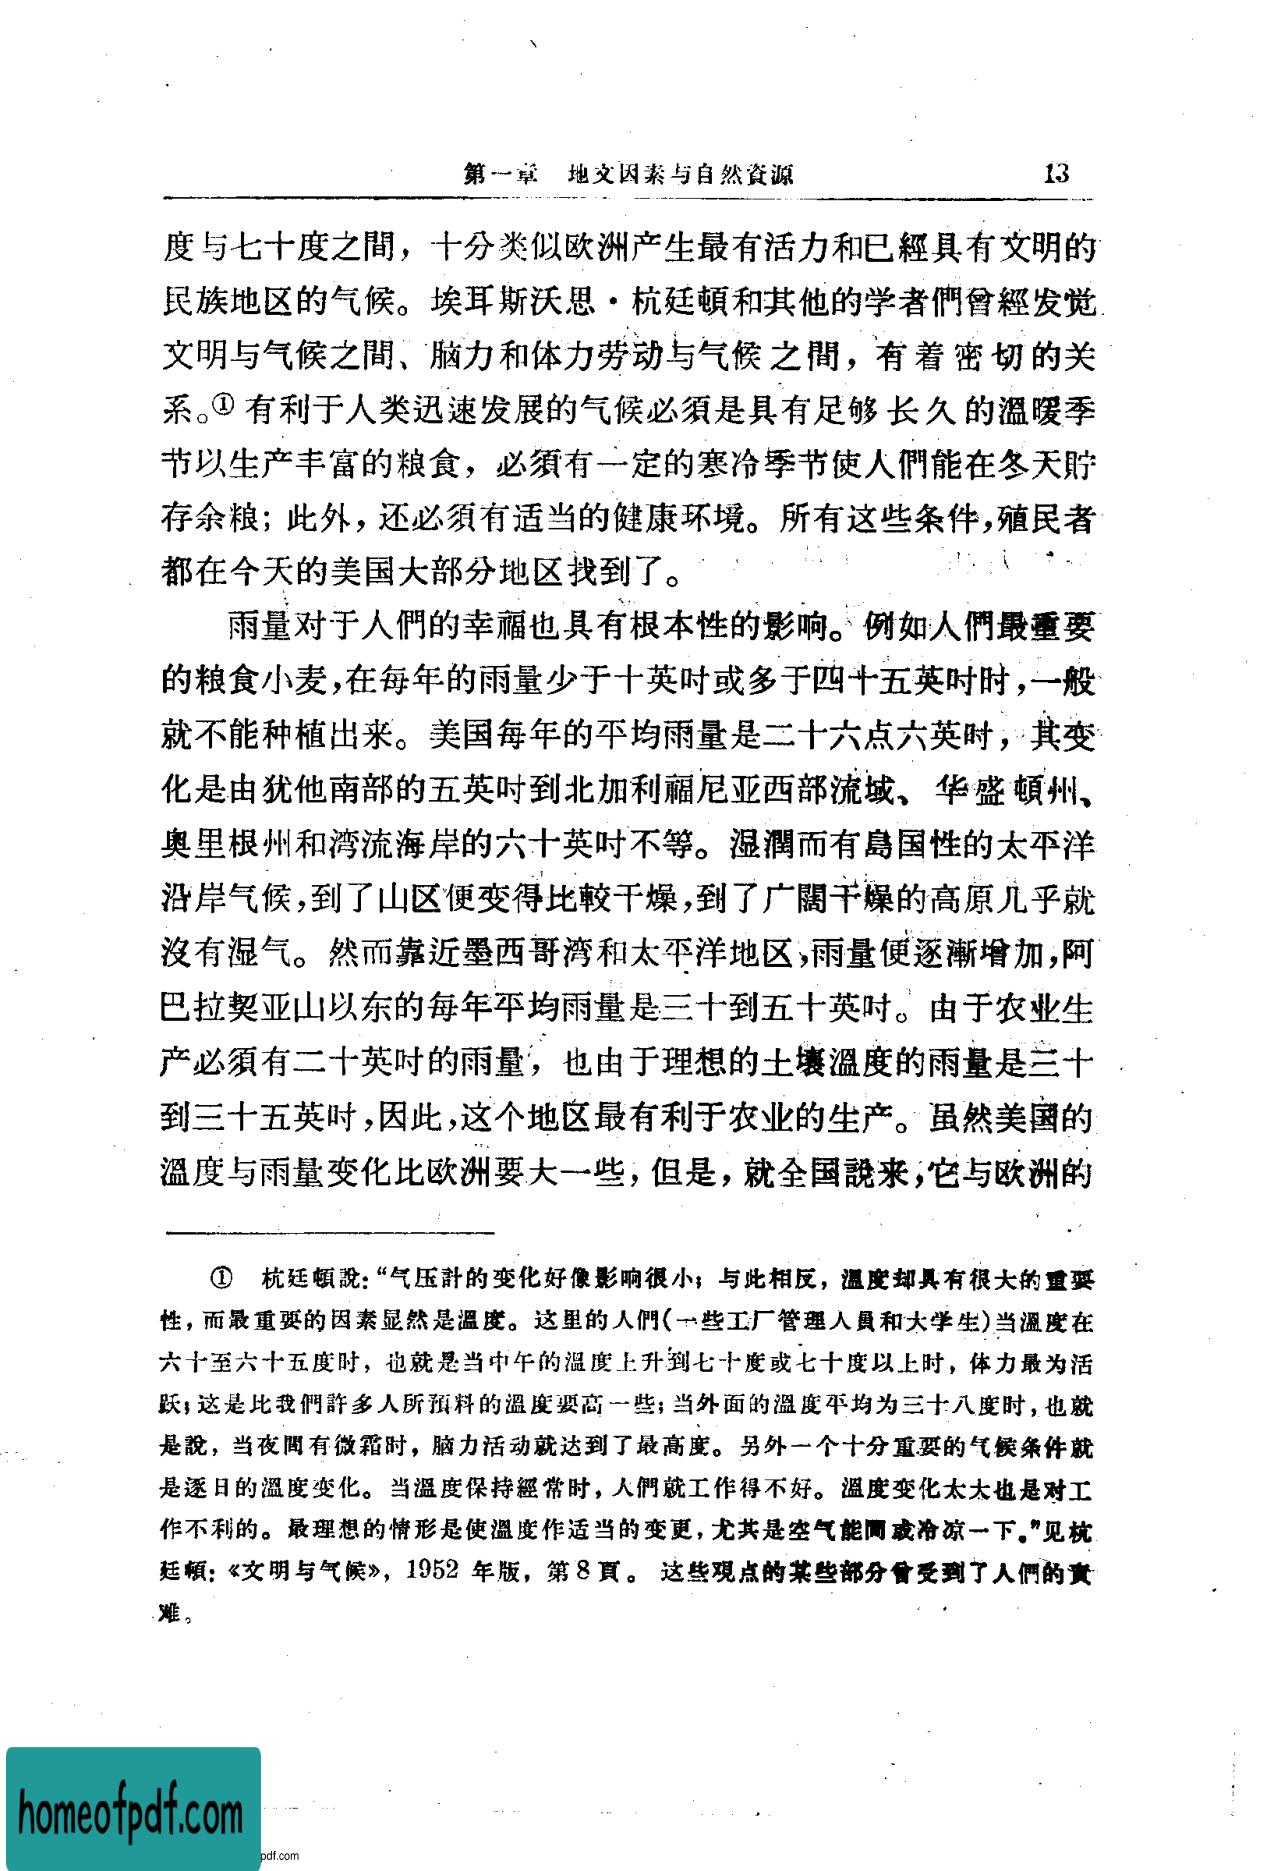 第一章　地文因素与自然資源　13
度与七十度之間，十分类似欧洲产生最有活力和已經具有文明的
民族地区的气候。埃耳斯沃思·杭廷頓和其他的学者們曾經发觉
文明与气候之間、脑力和体力劳动与气候之間，有着密切的关
系。① 有利于人类迅速发展的气候必須是具有足够长久的溫暖季
节以生产丰富的粮食，必須有一定的寒冷季节使人們能在冬天貯
存余粮；此外，还必須有适当的健康环境。所有这些条件，殖民者
都在今天的美国大部分地区找到了。
雨量对于人們的幸福也具有根本性的影响。例如人們最重要
的粮食小麦，在每年的雨量少于十英吋或多于四十五英吋时，一般
就不能种植出来。美国每年的平均雨量是二十六点六英吋，其变
化是由犹他南部的五英吋到北加利福尼亚西部流域、华盛頓州、
奥里根州和湾流海岸的六十英吋不等。湿潤而有島国性的太平洋
沿岸气候，到了山区便变得比較干燥，到了广闊干燥的高原几乎就
沒有湿气。然而靠近墨西哥湾和太平洋地区，雨量便逐漸增加，阿
巴拉契亚山以东的每年平均雨量是三十到五十英吋。由于农业生
产必須有二十英吋的雨量，也由于理想的土壤溫度的雨量是三十
到三十五英吋，因此，这个地区最有利于农业的生产。虽然美国的
溫度与雨量变化比欧洲要大一些，但是，就全国說来，它与欧洲的
① 杭廷頓說：“气压計的变化好像影响很小；与此相反，溫度却具有很大的重要
性，而最重要的因素显然是溫度。这里的人們(一些工厂管理人員和大学生)当溫度在
六十至六十五度时，也就是当中午的溫度上升到七十度或七十度以上时，体力最为活
跃；这是比我們許多人所預料的溫度要高一些；当外面的溫度平均为三十八度时，也就
是說，当夜間有微霜时，脑力活动就达到了最高度。另外一个十分重要的气候条件就
是逐日的溫度变化。当溫度保持經常时，人們就工作得不好。溫度变化太大也是对工
作不利的。最理想的情形是使溫度作适当的变更，尤其是空气能間或冷凉一下。”见杭
廷頓：《文明与气候》，1952 年版，第 8 頁。这些观点的某些部分曾受到了人們的責
难。
homeofpdf.com
pdf.com